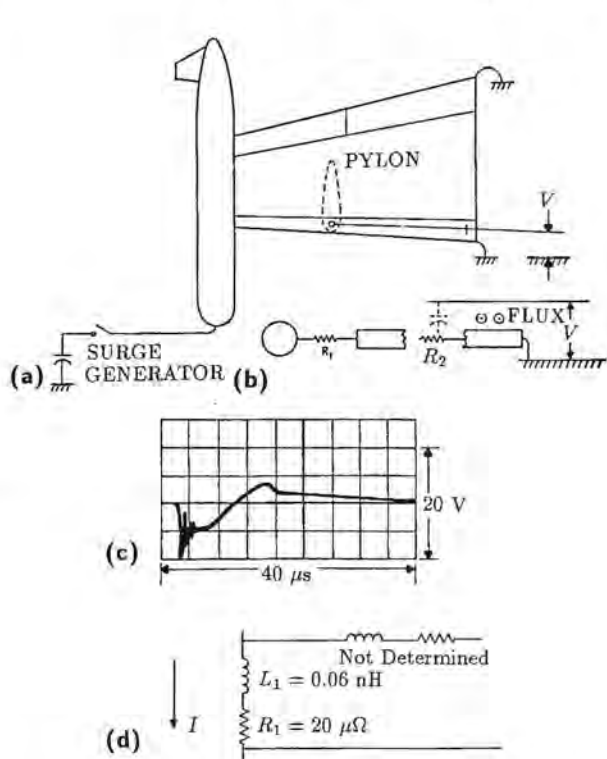 PYLON
V
SURGE
GENERATOR
(a)
(b)
R₁
R₂
⊙ ⊙ FLUX
V
(c)
20 V
40 μs
Not Determined
L₁ = 0.06 nH
I
R₁ = 20 μΩ
(d)